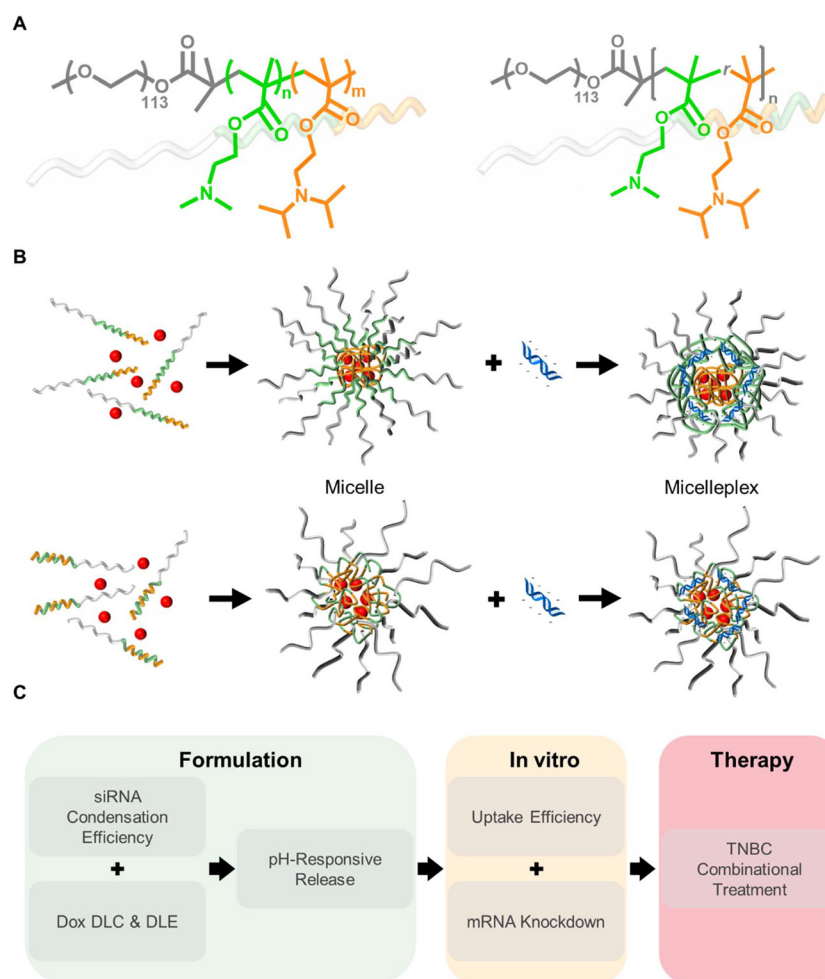 A
O
O
O
O
O
O
113
n
m
N
N
O
O
O
O
r
O
O
O
113
n
N
N
B
+
Micelle
Micelleplex
+
C
Formulation
In vitro
Therapy
siRNA
Condensation
Efficiency
+
Dox DLC & DLE
pH-Responsive
Release
Uptake Efficiency
+
mRNA Knockdown
TNBC
Combinational
Treatment